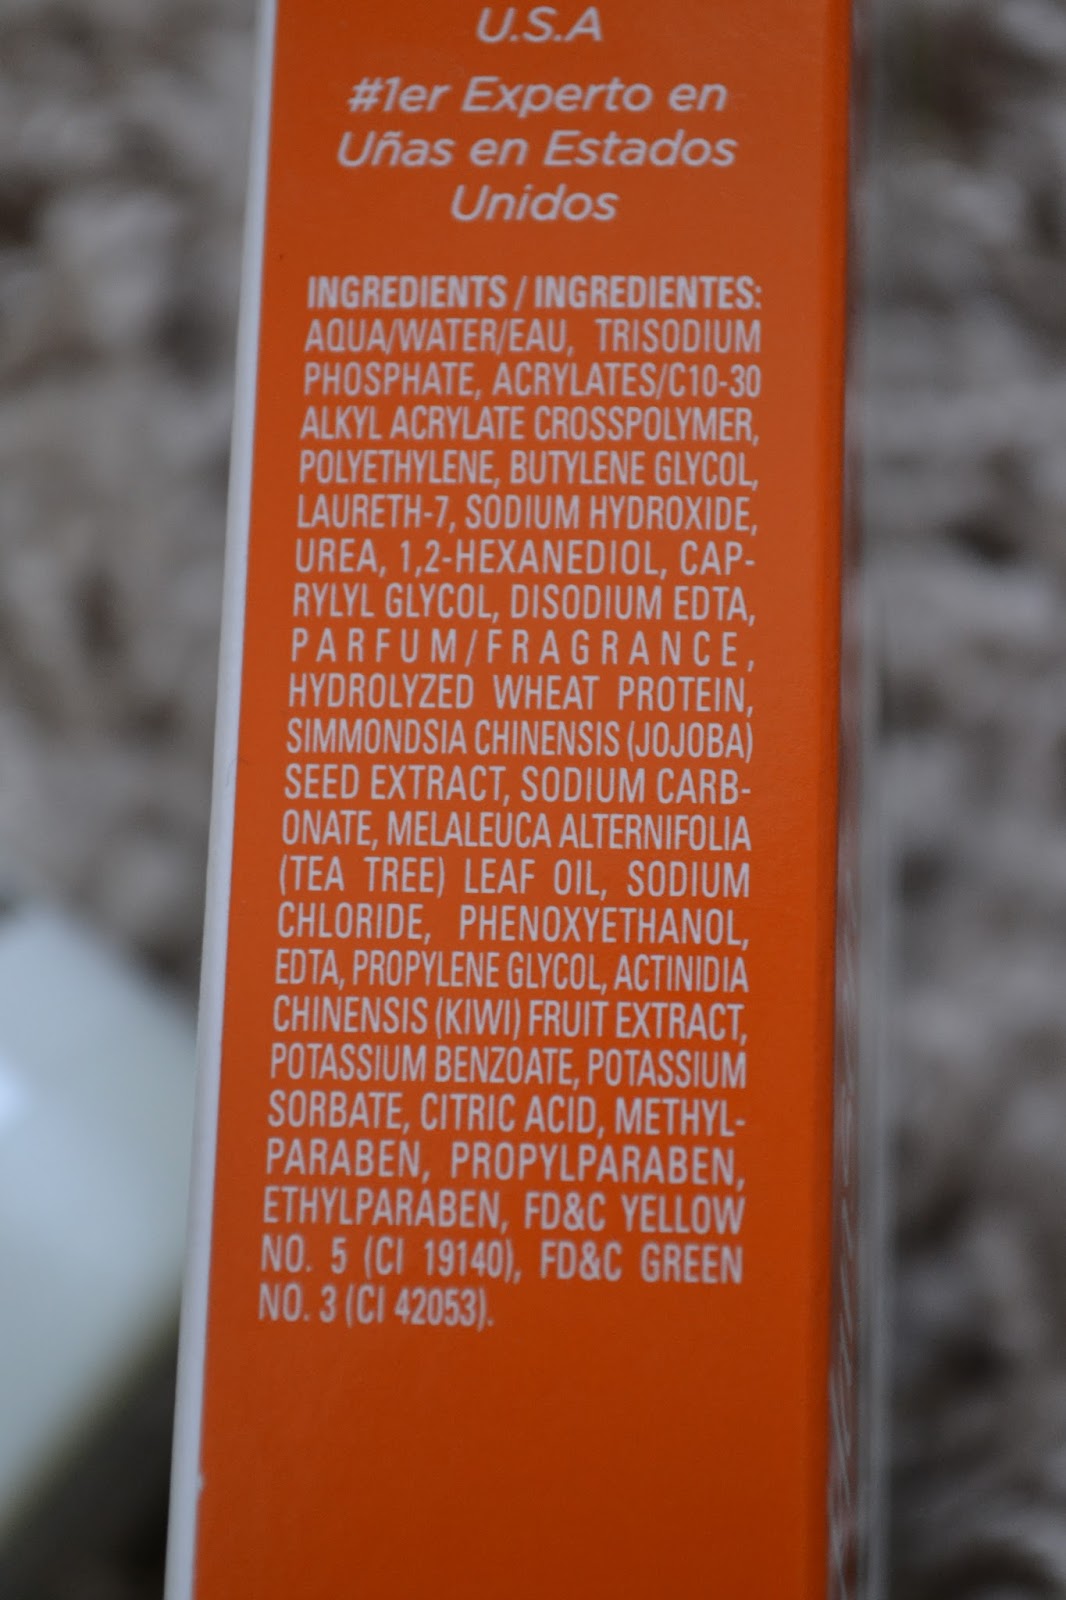 U.S.A
#1er Experto en
Uñas en Estados
Unidos
INGREDIENTS / INGREDIENTES:
AQUA/WATER/EAU, TRISODIUM
PHOSPHATE, ACRYLATES/C10-30
ALKYL ACRYLATE CROSSPOLYMER,
POLYETHYLENE, BUTYLENE GLYCOL,
LAURETH-7, SODIUM HYDROXIDE,
UREA, 1,2-HEXANEDIOL, CAP-
RYLYL GLYCOL, DISODIUM EDTA,
PARFUM/FRAGRANCE,
HYDROLYZED WHEAT PROTEIN,
SIMMONDSIA CHINENSIS (JOJOBA)
SEED EXTRACT, SODIUM CARB-
ONATE, MELALEUCA ALTERNIFOLIA
(TEA TREE) LEAF OIL, SODIUM
CHLORIDE, PHENOXYETHANOL,
EDTA, PROPYLENE GLYCOL, ACTINIDIA
CHINENSIS (KIWI) FRUIT EXTRACT,
POTASSIUM BENZOATE, POTASSIUM
SORBATE, CITRIC ACID, METHYL-
PARABEN, PROPYLPARABEN,
ETHYLPARABEN, FD&C YELLOW
NO. 5 (CI 19140), FD&C GREEN
NO. 3 (CI 42053).